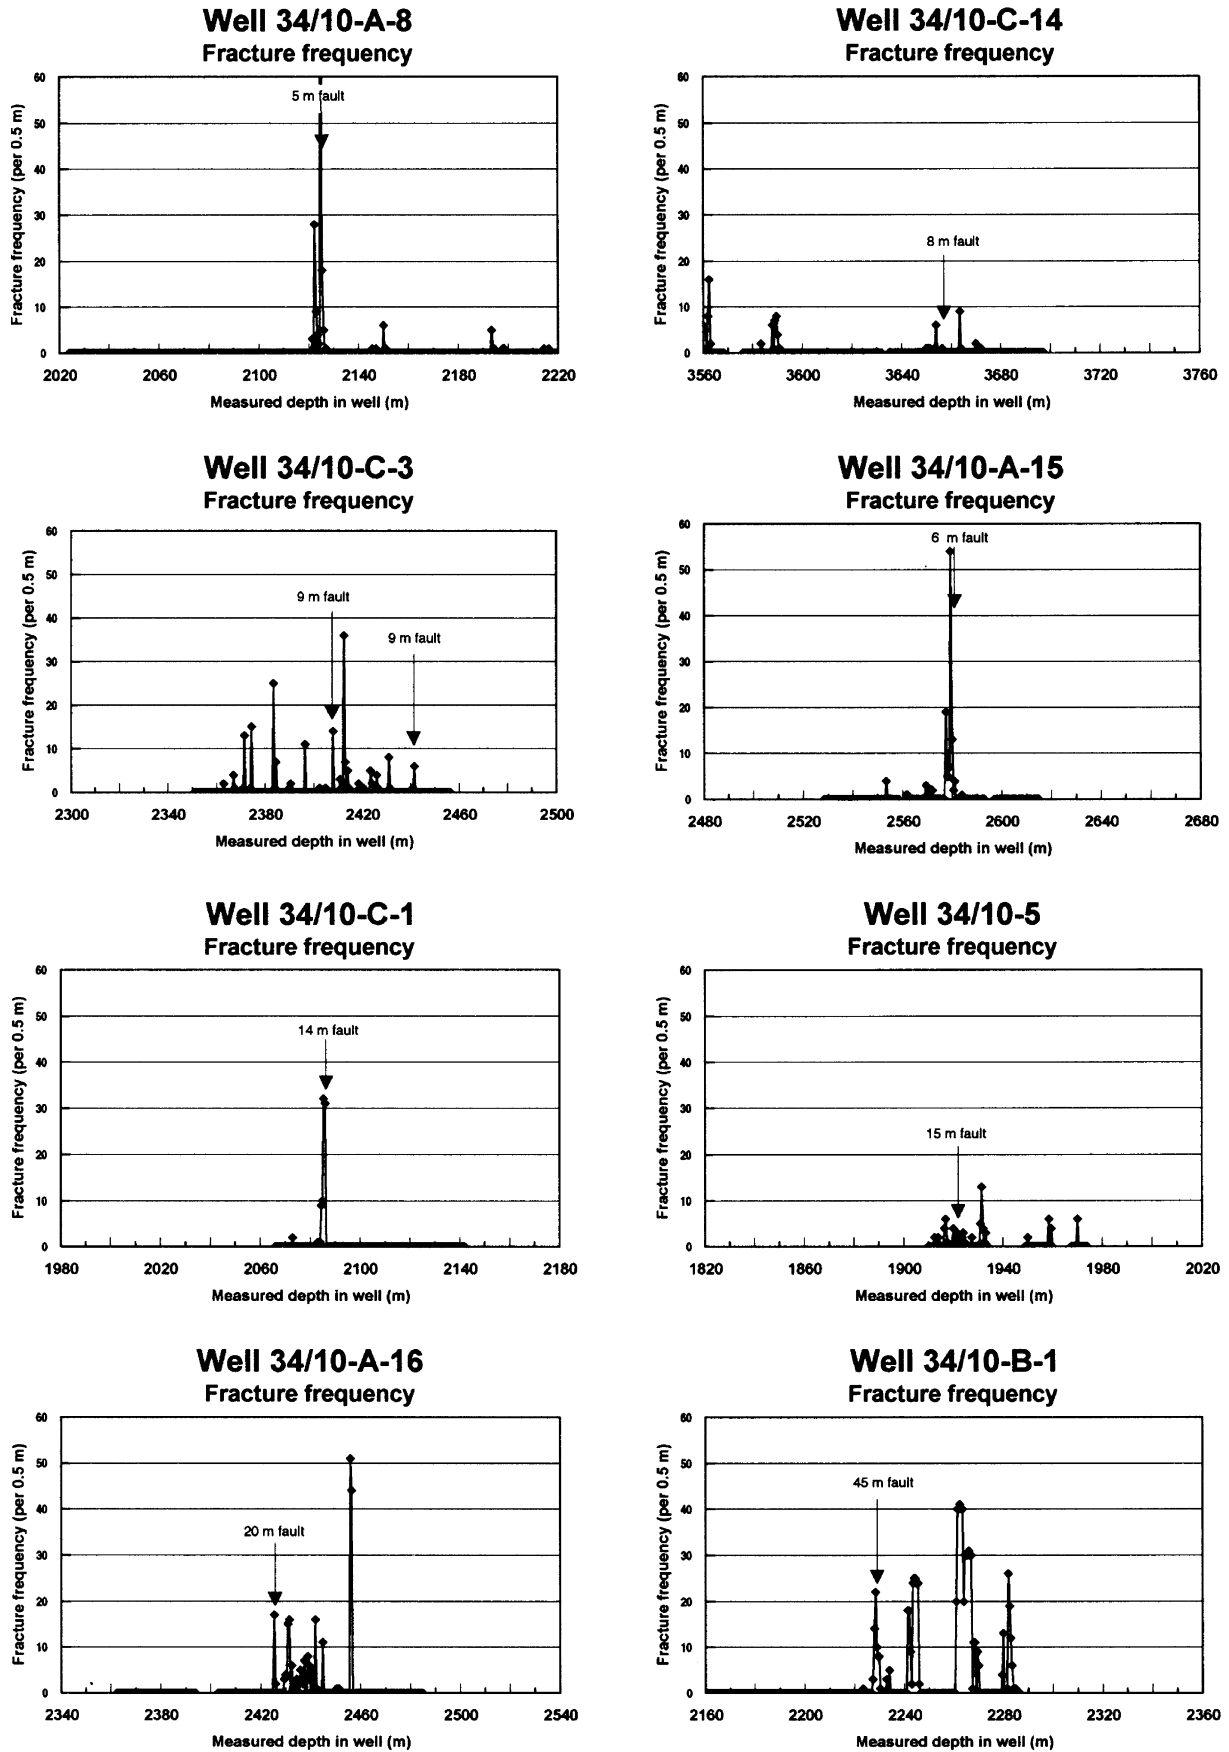 Well 34/10-A-8
Fracture frequency
Fracture frequency (per 0.5 m)
60
50
40
30
20
10
0
5 m fault
2020 2060 2100 2140 2180 2220
Measured depth in well (m)
Well 34/10-C-14
Fracture frequency
Fracture frequency (per 0.5 m)
60
50
40
30
20
10
0
8 m fault
3560 3600 3640 3680 3720 3760
Measured depth in well (m)
Well 34/10-C-3
Fracture frequency
Fracture frequency (per 0.5 m)
60
50
40
30
20
10
0
9 m fault
9 m fault
2300 2340 2380 2420 2460 2500
Measured depth in well (m)
Well 34/10-A-15
Fracture frequency
Fracture frequency (per 0.5 m)
60
50
40
30
20
10
0
6 m fault
2480 2520 2560 2600 2640 2680
Measured depth in well (m)
Well 34/10-C-1
Fracture frequency
Fracture frequency (per 0.5 m)
60
50
40
30
20
10
0
14 m fault
1980 2020 2060 2100 2140 2180
Measured depth in well (m)
Well 34/10-5
Fracture frequency
Fracture frequency (per 0.5 m)
60
50
40
30
20
10
0
15 m fault
1820 1860 1900 1940 1980 2020
Measured depth in well (m)
Well 34/10-A-16
Fracture frequency
Fracture frequency (per 0.5 m)
60
50
40
30
20
10
0
20 m fault
2340 2380 2420 2460 2500 2540
Measured depth in well (m)
Well 34/10-B-1
Fracture frequency
Fracture frequency (per 0.5 m)
60
50
40
30
20
10
0
45 m fault
2160 2200 2240 2280 2320 2360
Measured depth in well (m)